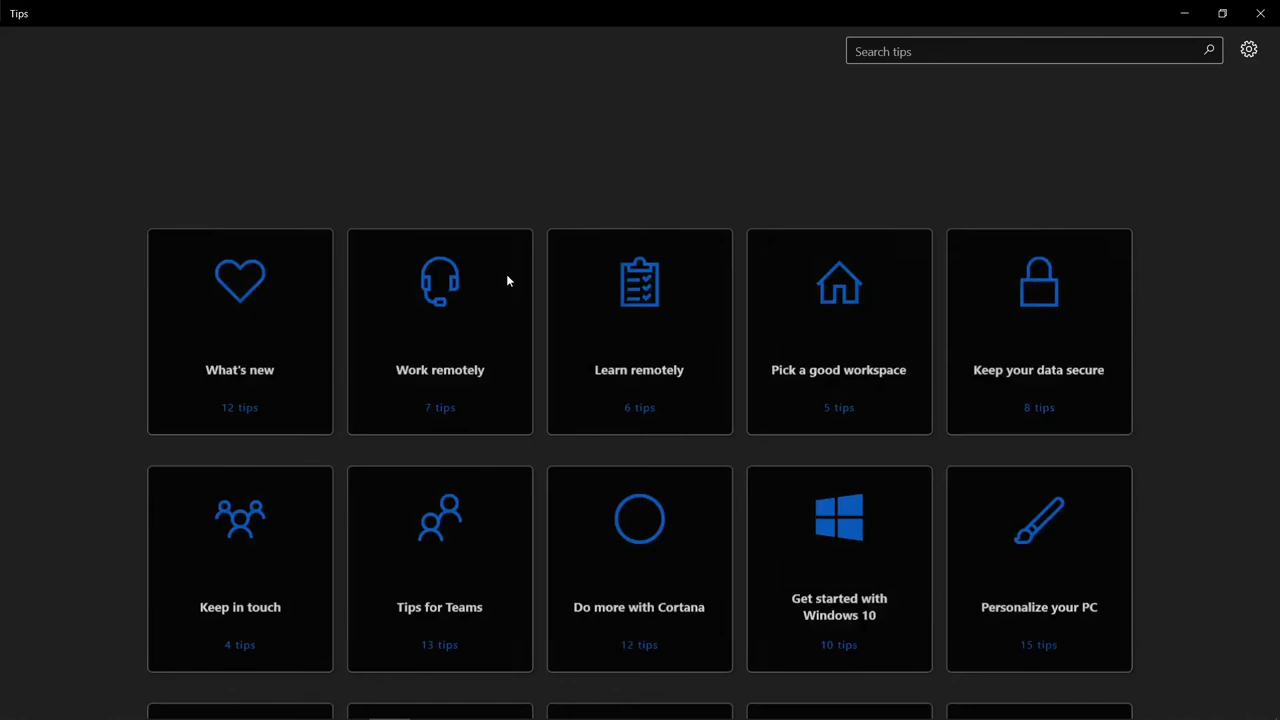 Tips
Search tips
What's new
12 tips
Work remotely
7 tips
Learn remotely
6 tips
Pick a good workspace
5 tips
Keep your data secure
8 tips
Keep in touch
4 tips
Tips for Teams
13 tips
Do more with Cortana
12 tips
Get started with
Windows 10
10 tips
Personalize your PC
15 tips